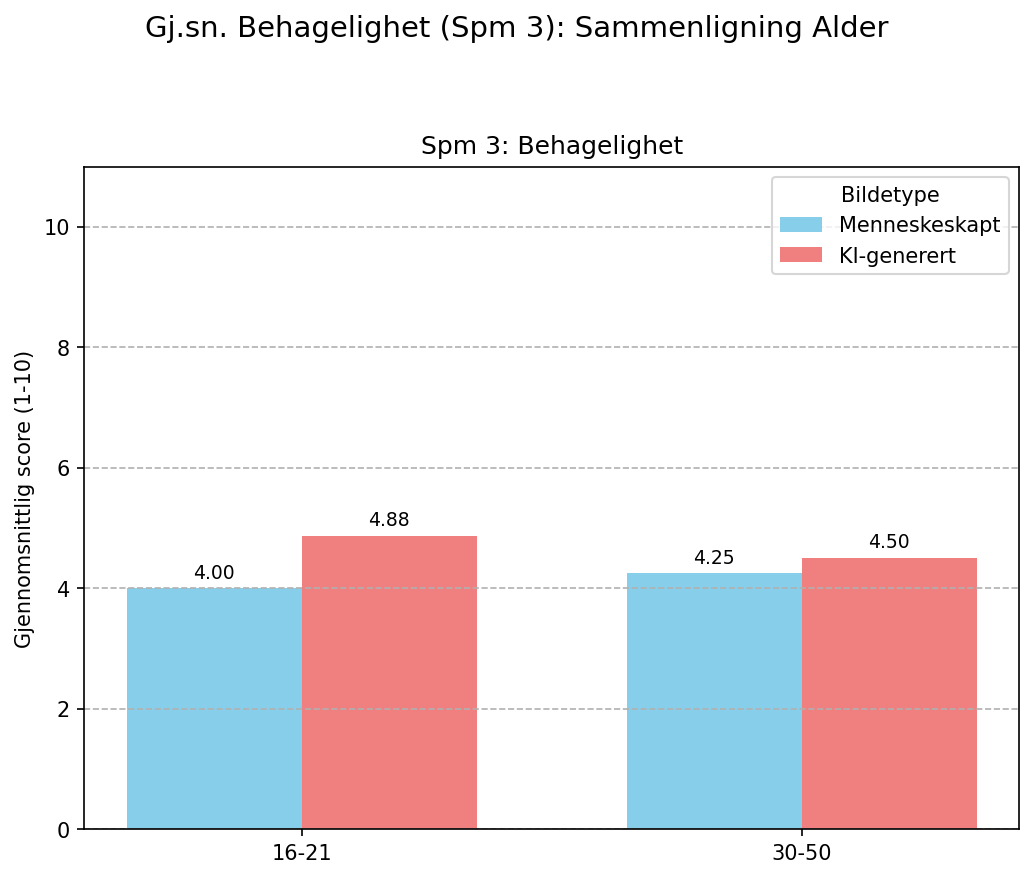 Gj.sn. Behagelighet (Spm 3): Sammenligning Alder
Spm 3: Behagelighet
Bildetype
Menneskeskapt
KI-generert
Gjennomsnittlig score (1-10)
10
8
6
4
2
0
4.00
4.88
4.25
4.50
16-21
30-50